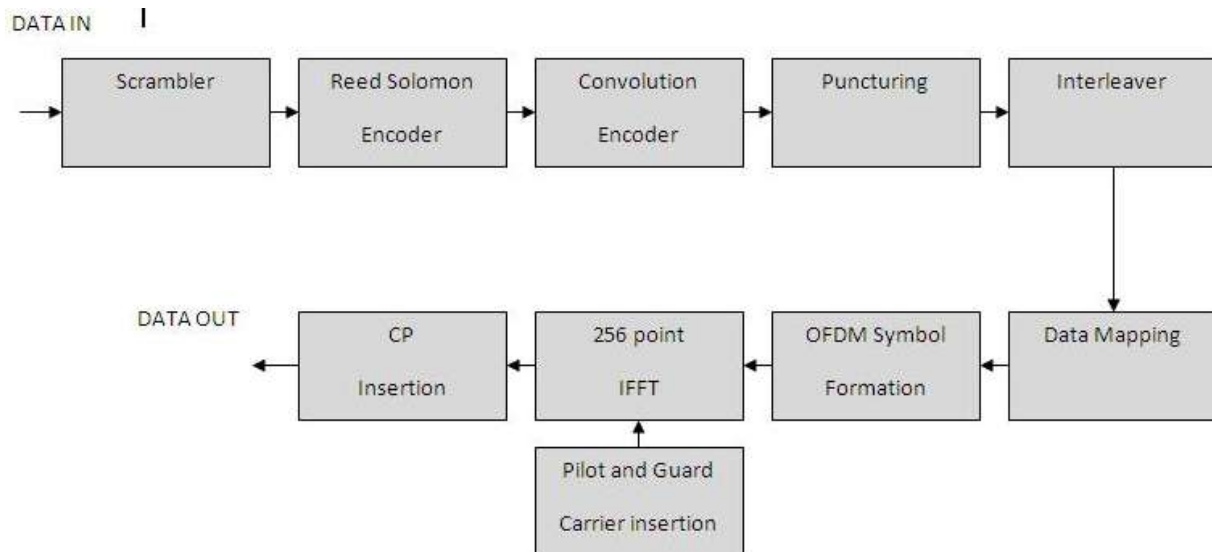 DATA IN
Scrambler
Reed Solomon
Encoder
Convolution
Encoder
Puncturing
Interleaver
DATA OUT
CP
Insertion
256 point
IFFT
OFDM Symbol
Formation
Data Mapping
Pilot and Guard
Carrier insertion